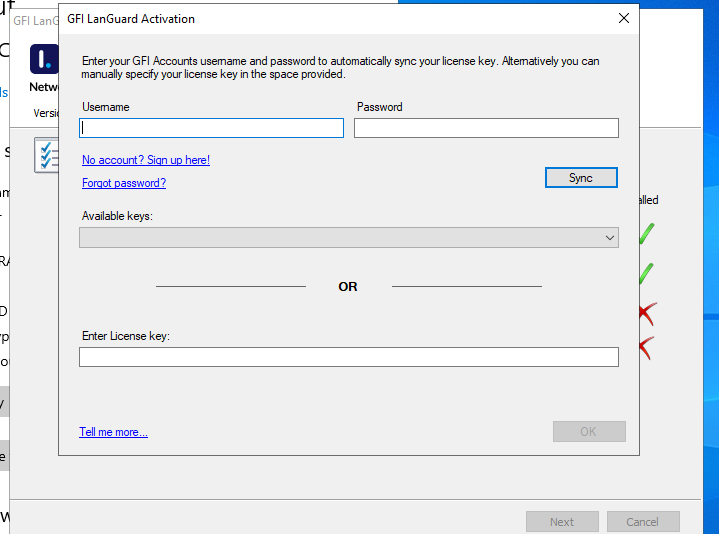 GFI LanGuard Activation
Enter your GFI Accounts username and password to automatically sync your license key. Alternatively you can
manually specify your license key in the space provided.
Username
Password
No account? Sign up here!
Forgot password?
Sync
Available keys:
OR
Enter License key:
Tell me more...
OK
GFI LanG
Netw
Versio
alled
Next
Cancel